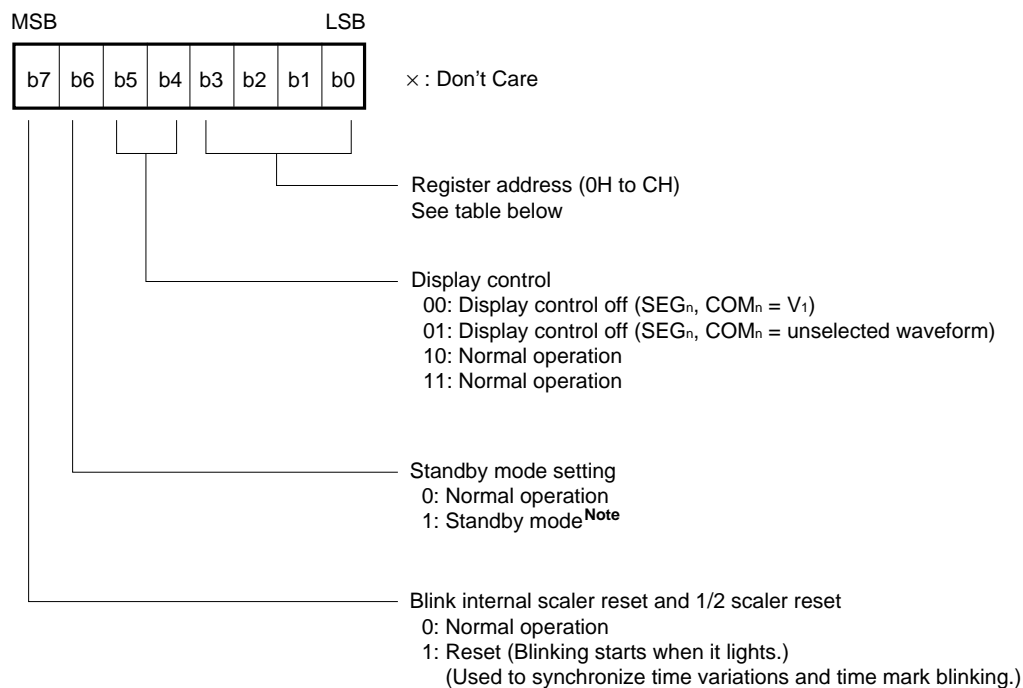 MSB LSB
b7 b6 b5 b4 b3 b2 b1 b0 × : Don't Care
Register address (0H to CH)
See table below
Display control
00: Display control off (SEGn, COMn = V1)
01: Display control off (SEGn, COMn = unselected waveform)
10: Normal operation
11: Normal operation
Standby mode setting
0: Normal operation
1: Standby modeNote
Blink internal scaler reset and 1/2 scaler reset
0: Normal operation
1: Reset (Blinking starts when it lights.)
(Used to synchronize time variations and time mark blinking.)